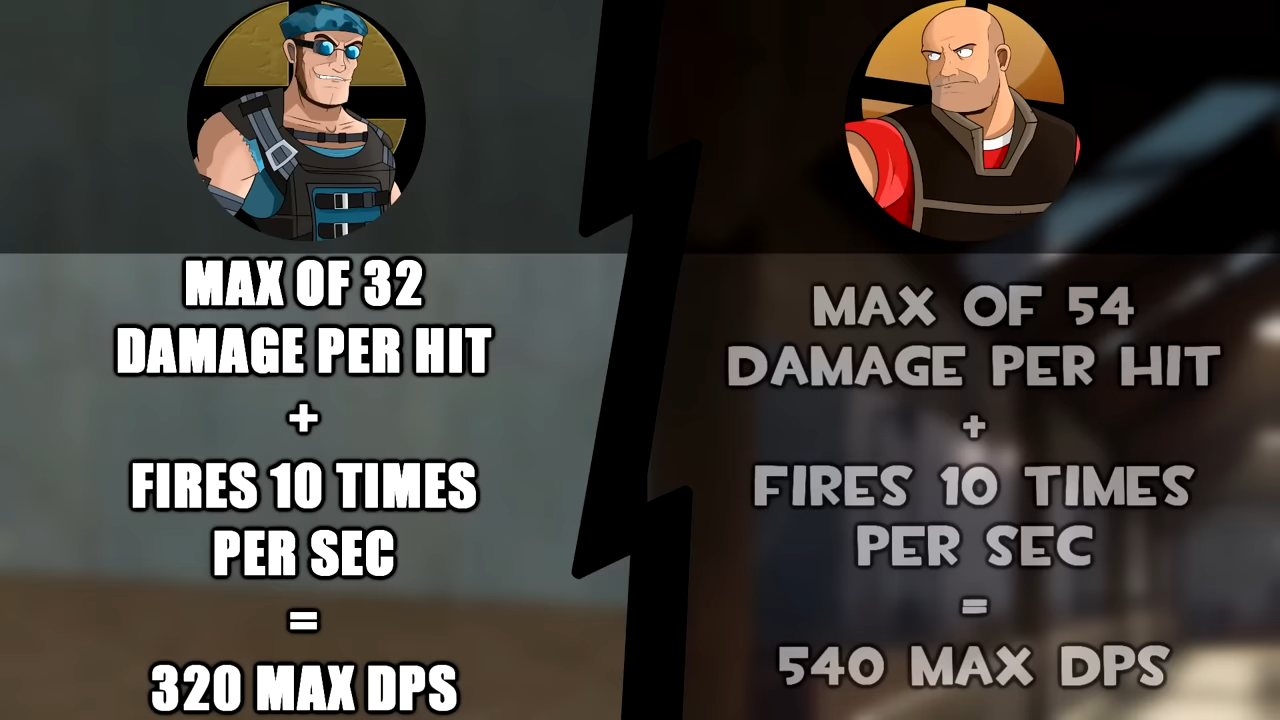 MAX OF 32
DAMAGE PER HIT
+
FIRES 10 TIMES
PER SEC
=
320 MAX DPS
MAX OF 54
DAMAGE PER HIT
+
FIRES 10 TIMES
PER SEC
=
540 MAX DPS